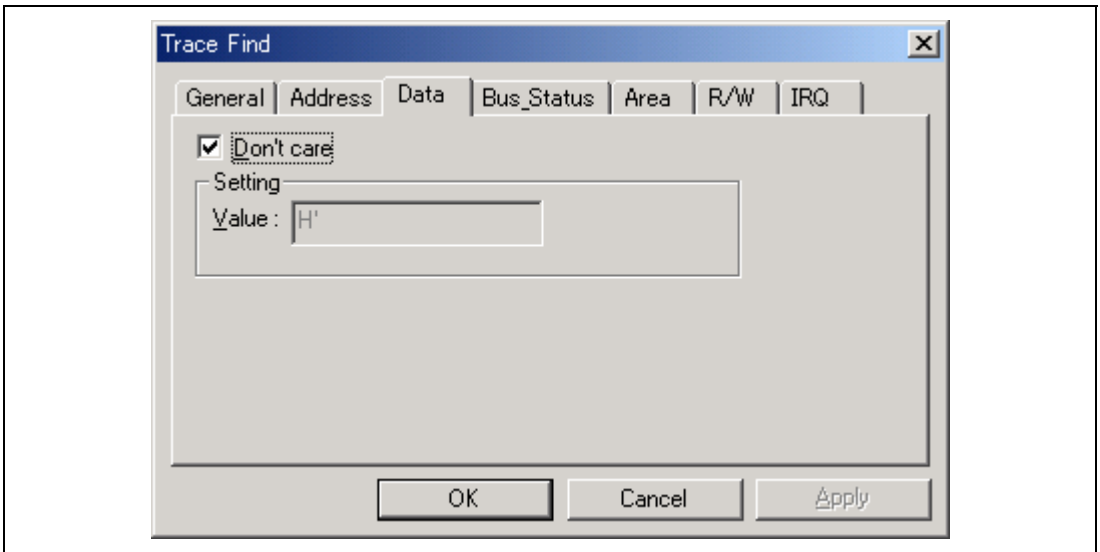 Trace Find
General Address Data Bus_Status Area R/W IRQ
Don't care
Setting
Value : H'
OK Cancel Apply